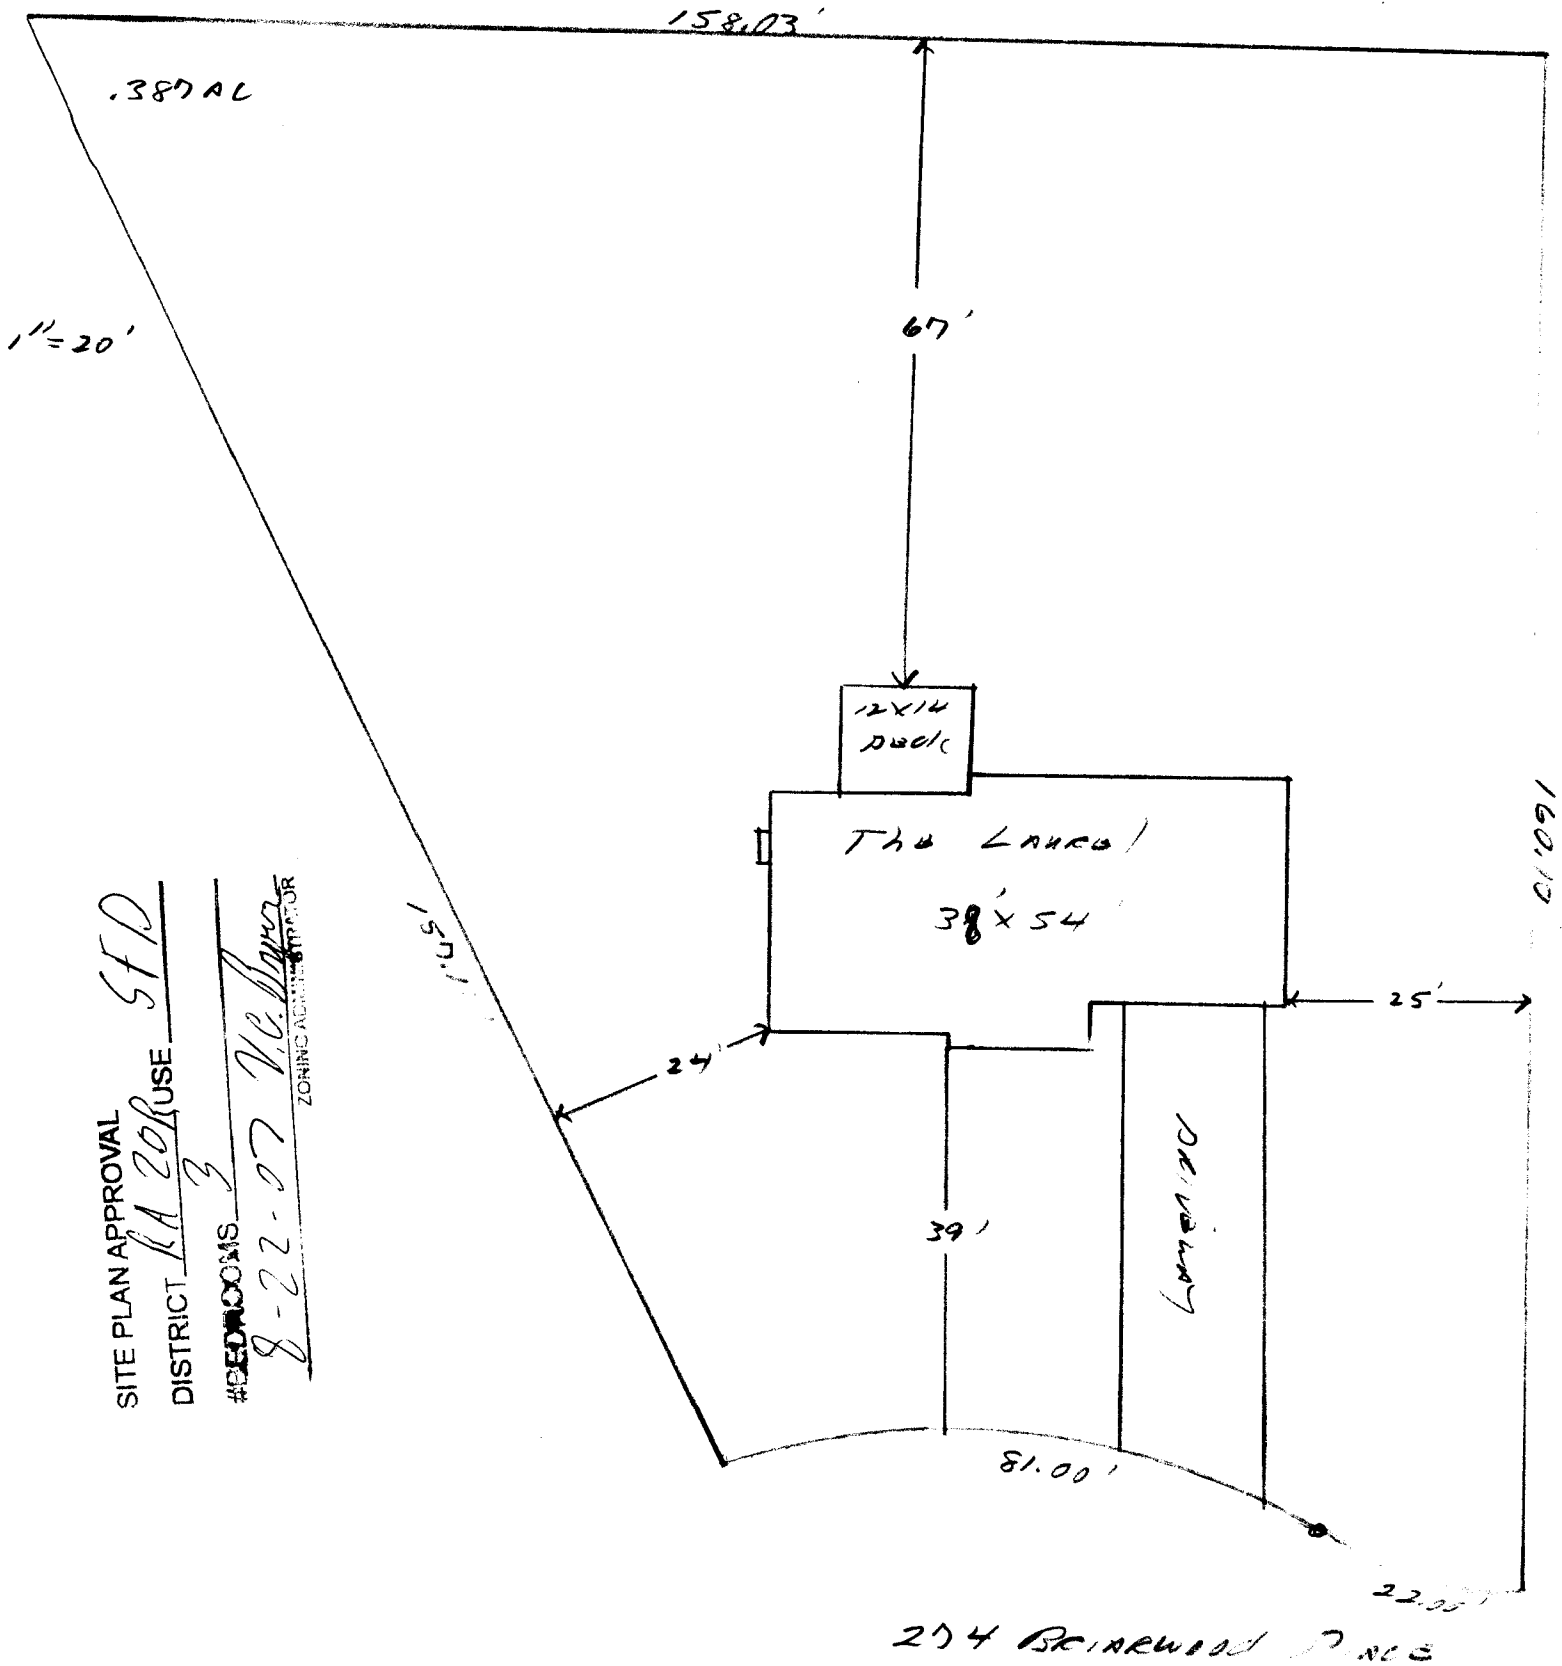 158.03'
.387 AC
1"=20'
67'
12X14
Deck
The Laurel
38' X 54'
160.10
25'
24'
39'
Driveway
81.00'
22.00'
274 BRIARWOOD PLACE
SITE PLAN APPROVAL
DISTRICT RA 20R USE SFD
#BEDROOMS 3
8-22-07
ZONING ADMINISTRATOR